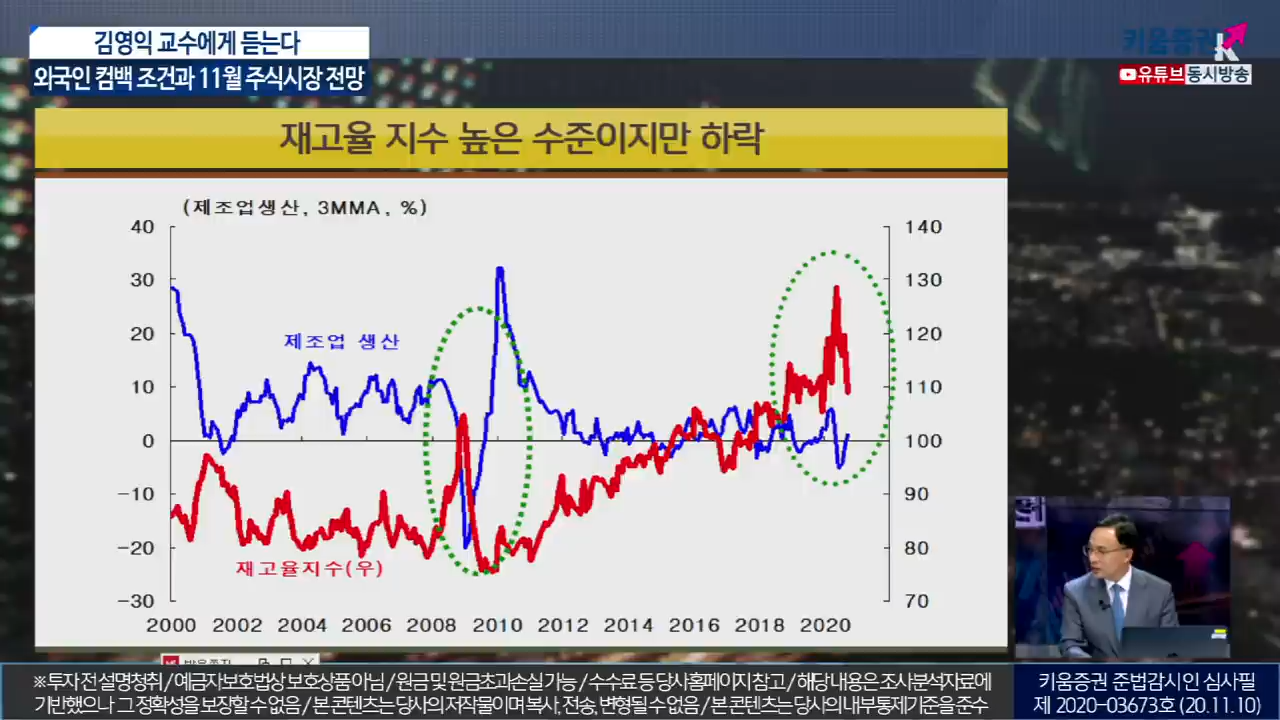 김영익 교수에게 듣는다
외국인 컴백 조건과 11월 주식시장 전망
키움증권
유튜브 동시방송
재고율 지수 높은 수준이지만 하락
(제조업생산, 3MMA, %)
40 140
30 130
20 120
제조업 생산
10 110
0 100
-10 90
-20 80
재고율지수(우)
-30 70
2000 2002 2004 2006 2008 2010 2012 2014 2016 2018 2020
※투자 전 설명청취 / 예금자보호법상 보호상품 아님 / 원금 및 원금초과손실 가능 / 수수료 등 당사홈페이지 참고 / 해당 내용은 조사분석자료에
기반했으나 그 정확성을 보장할 수 없음 / 본 콘텐츠는 당사의 저작물이며 복사, 전송, 변형될 수 없음 / 본 콘텐츠는 당사의 내부통제기준을 준수
키움증권 준법감시인 심사필
제 2020-03673호 (20.11.10)